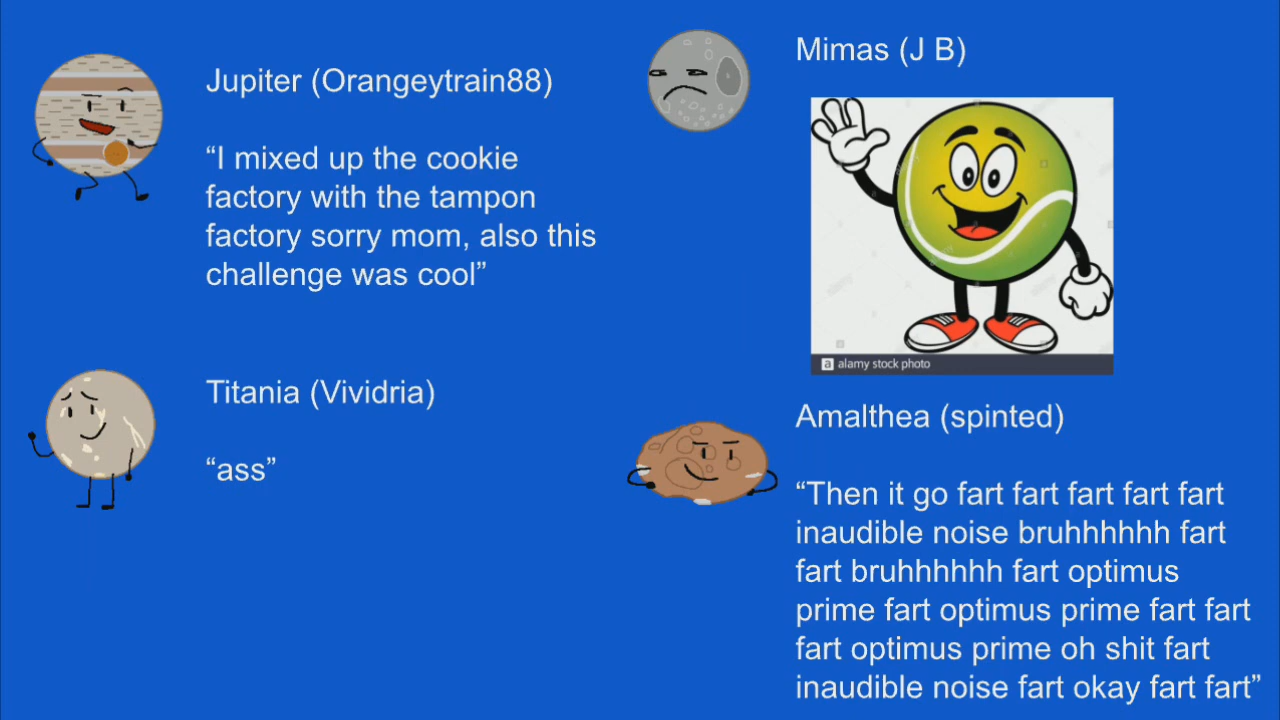 Jupiter (Orangeytrain88)
“I mixed up the cookie
factory with the tampon
factory sorry mom, also this
challenge was cool”
Titania (Vividria)
“ass”
Mimas (J B)
alamy
alamy
alamy
a alamy stock photo
Amalthea (spinted)
“Then it go fart fart fart fart fart
inaudible noise bruhhhhhh fart
fart bruhhhhhh fart optimus
prime fart optimus prime fart fart
fart optimus prime oh shit fart
inaudible noise fart okay fart fart”